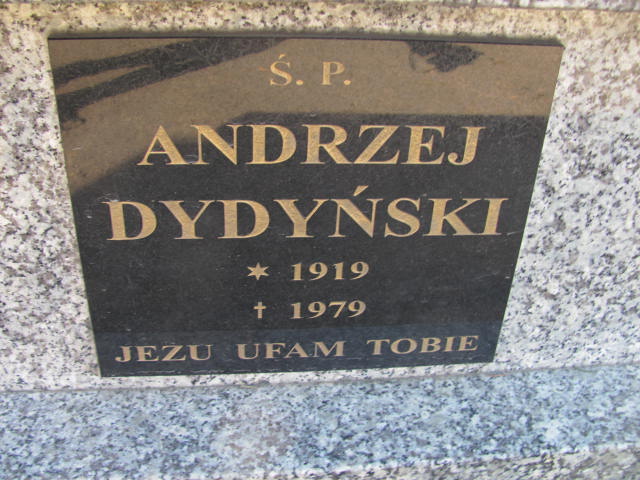 Ś. P.
ANDRZEJ
DYDYŃSKI
✶ 1919
† 1979
JEZU UFAM TOBIE